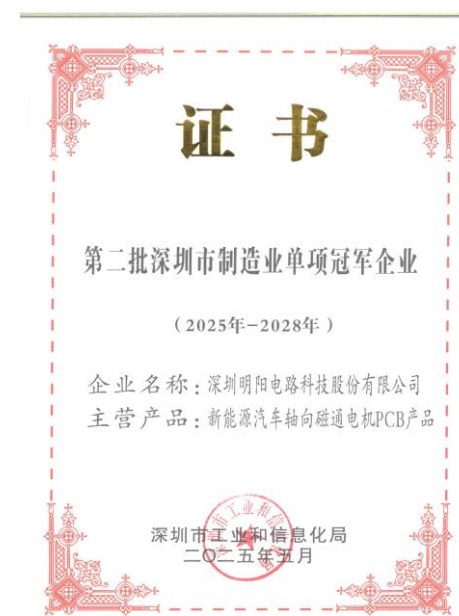 证 书
第二批深圳市制造业单项冠军企业
（2025年-2028年）
企业名称：深圳明阳电路科技股份有限公司
主营产品：新能源汽车轴向磁通电机PCB产品
深圳市工业和信息化局
二〇二五年五月